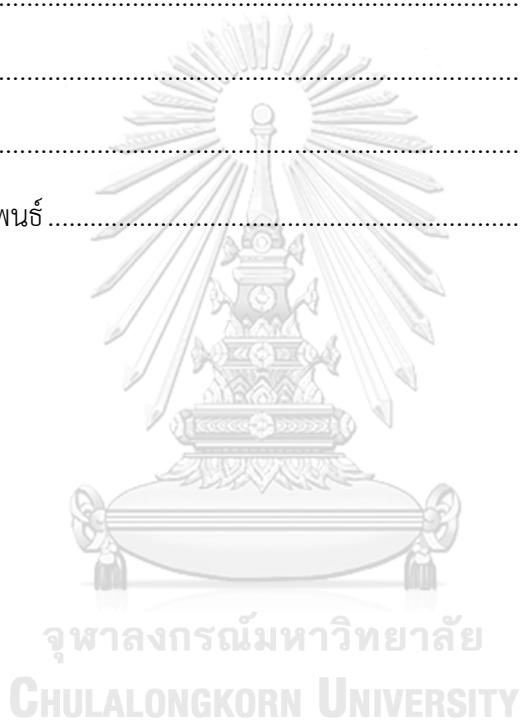 ........................................................................................................
........................................................................................................
........................................................................................................
พนธ์........................................................................................................
จุฬาลงกรณ์มหาวิทยาลัย
CHULALONGKORN UNIVERSITY